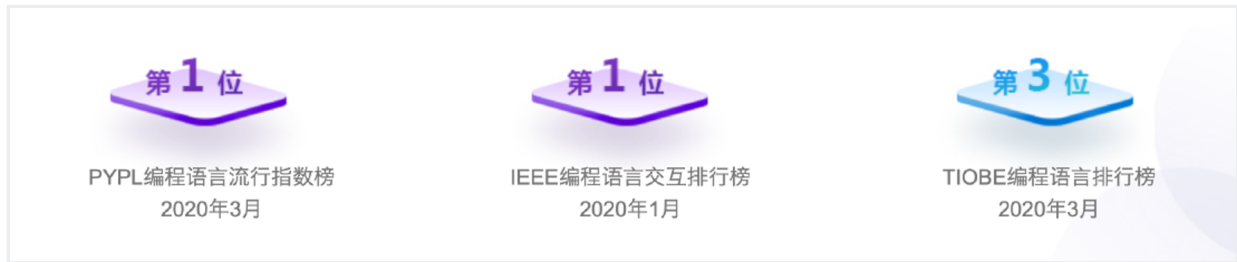 第1位
PYPL编程语言流行指数榜
2020年3月
第1位
IEEE编程语言交互排行榜
2020年1月
第3位
TIOBE编程语言排行榜
2020年3月